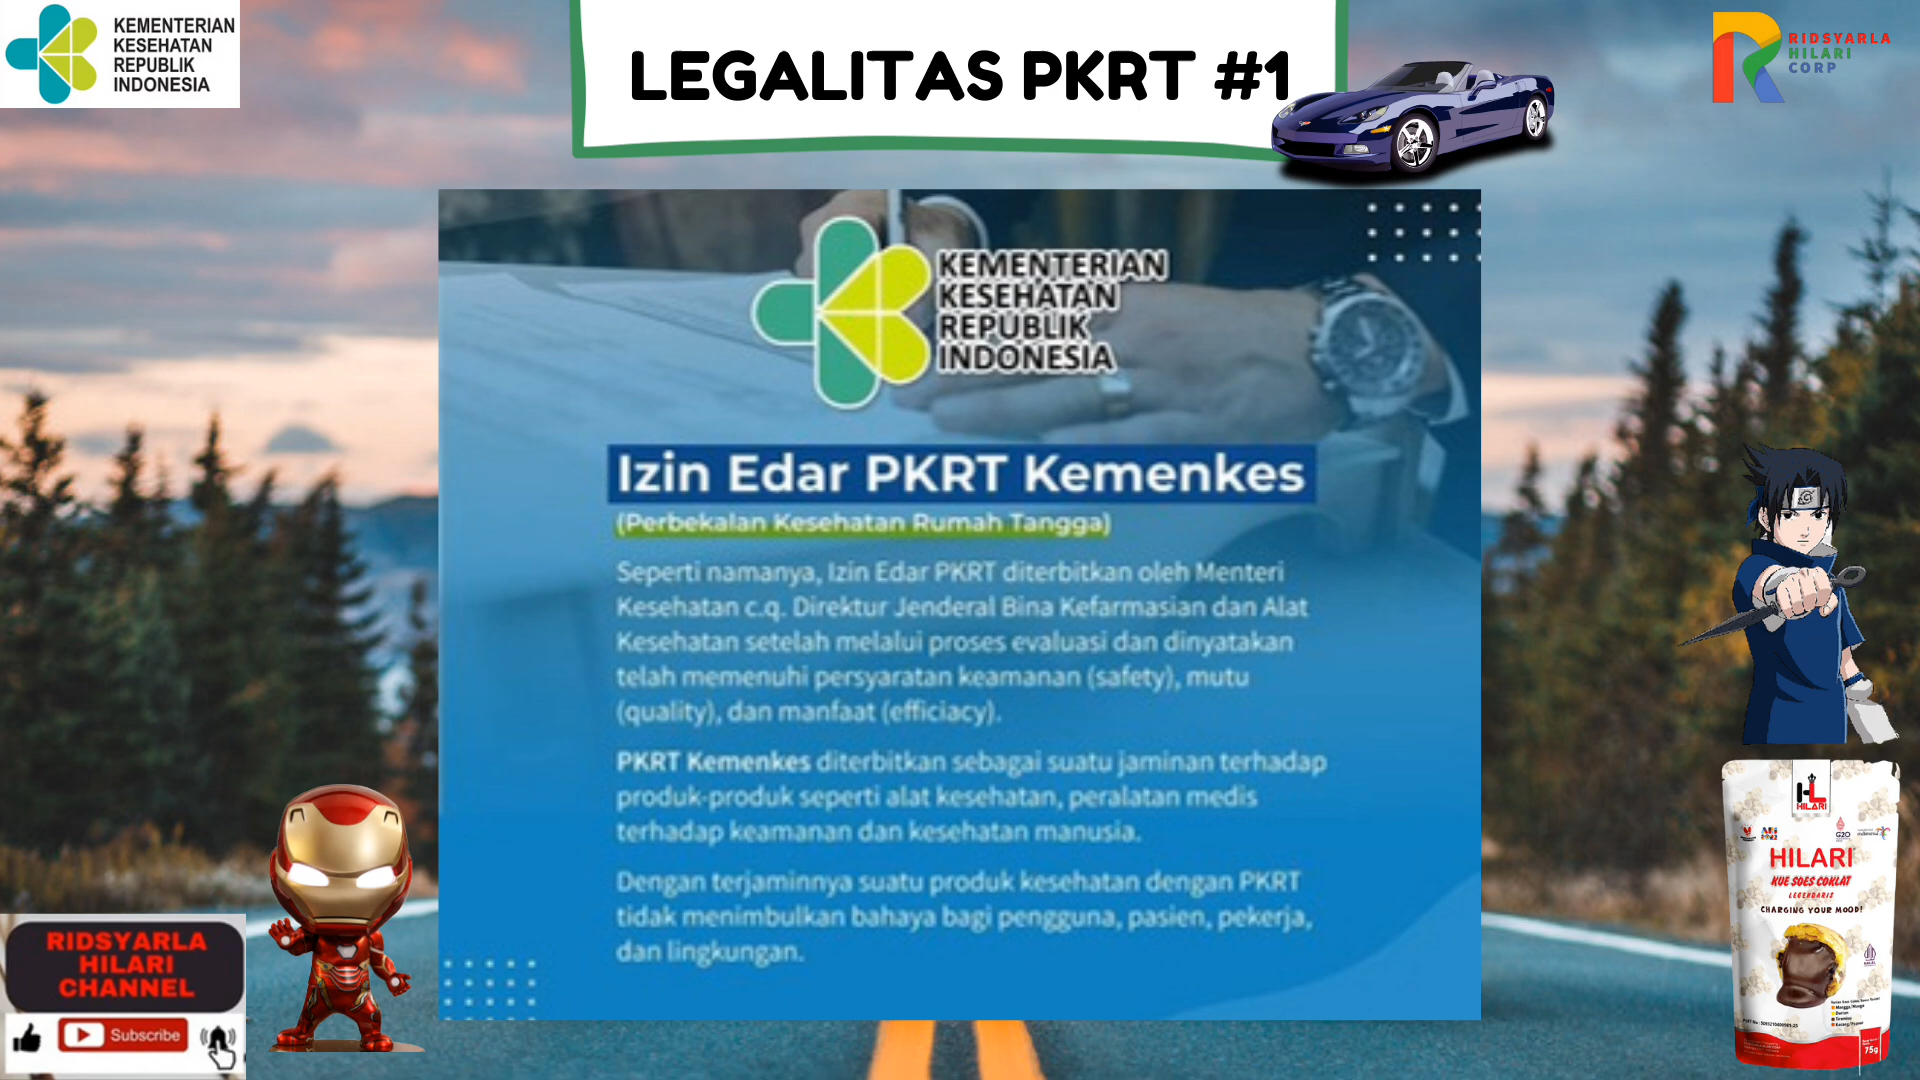 KEMENTERIAN
KESEHATAN
REPUBLIK
INDONESIA
LEGALITAS PKRT #1
RIDSYARLA
HILARI
CORP
KEMENTERIAN
KESEHATAN
REPUBLIK
INDONESIA
Izin Edar PKRT Kemenkes
(Perbekalan Kesehatan Rumah Tangga)
Seperti namanya, Izin Edar PKRT diterbitkan oleh Menteri
Kesehatan c.q. Direktur Jenderal Bina Kefarmasian dan Alat
Kesehatan setelah melalui proses evaluasi dan dinyatakan
telah memenuhi persyaratan keamanan (safety), mutu
(quality), dan manfaat (efficiacy).
PKRT Kemenkes diterbitkan sebagai suatu jaminan terhadap
produk-produk seperti alat kesehatan, peralatan medis
terhadap keamanan dan kesehatan manusia.
Dengan terjaminnya suatu produk kesehatan dengan PKRT
tidak menimbulkan bahaya bagi pengguna, pasien, pekerja,
dan lingkungan.
RIDSYARLA
HILARI
CHANNEL
Subscribe
HL
HILARI
G20
HILARI
KUE SOES COKLAT
LEGENDARIS
CHARGING YOUR MOOD!
75g